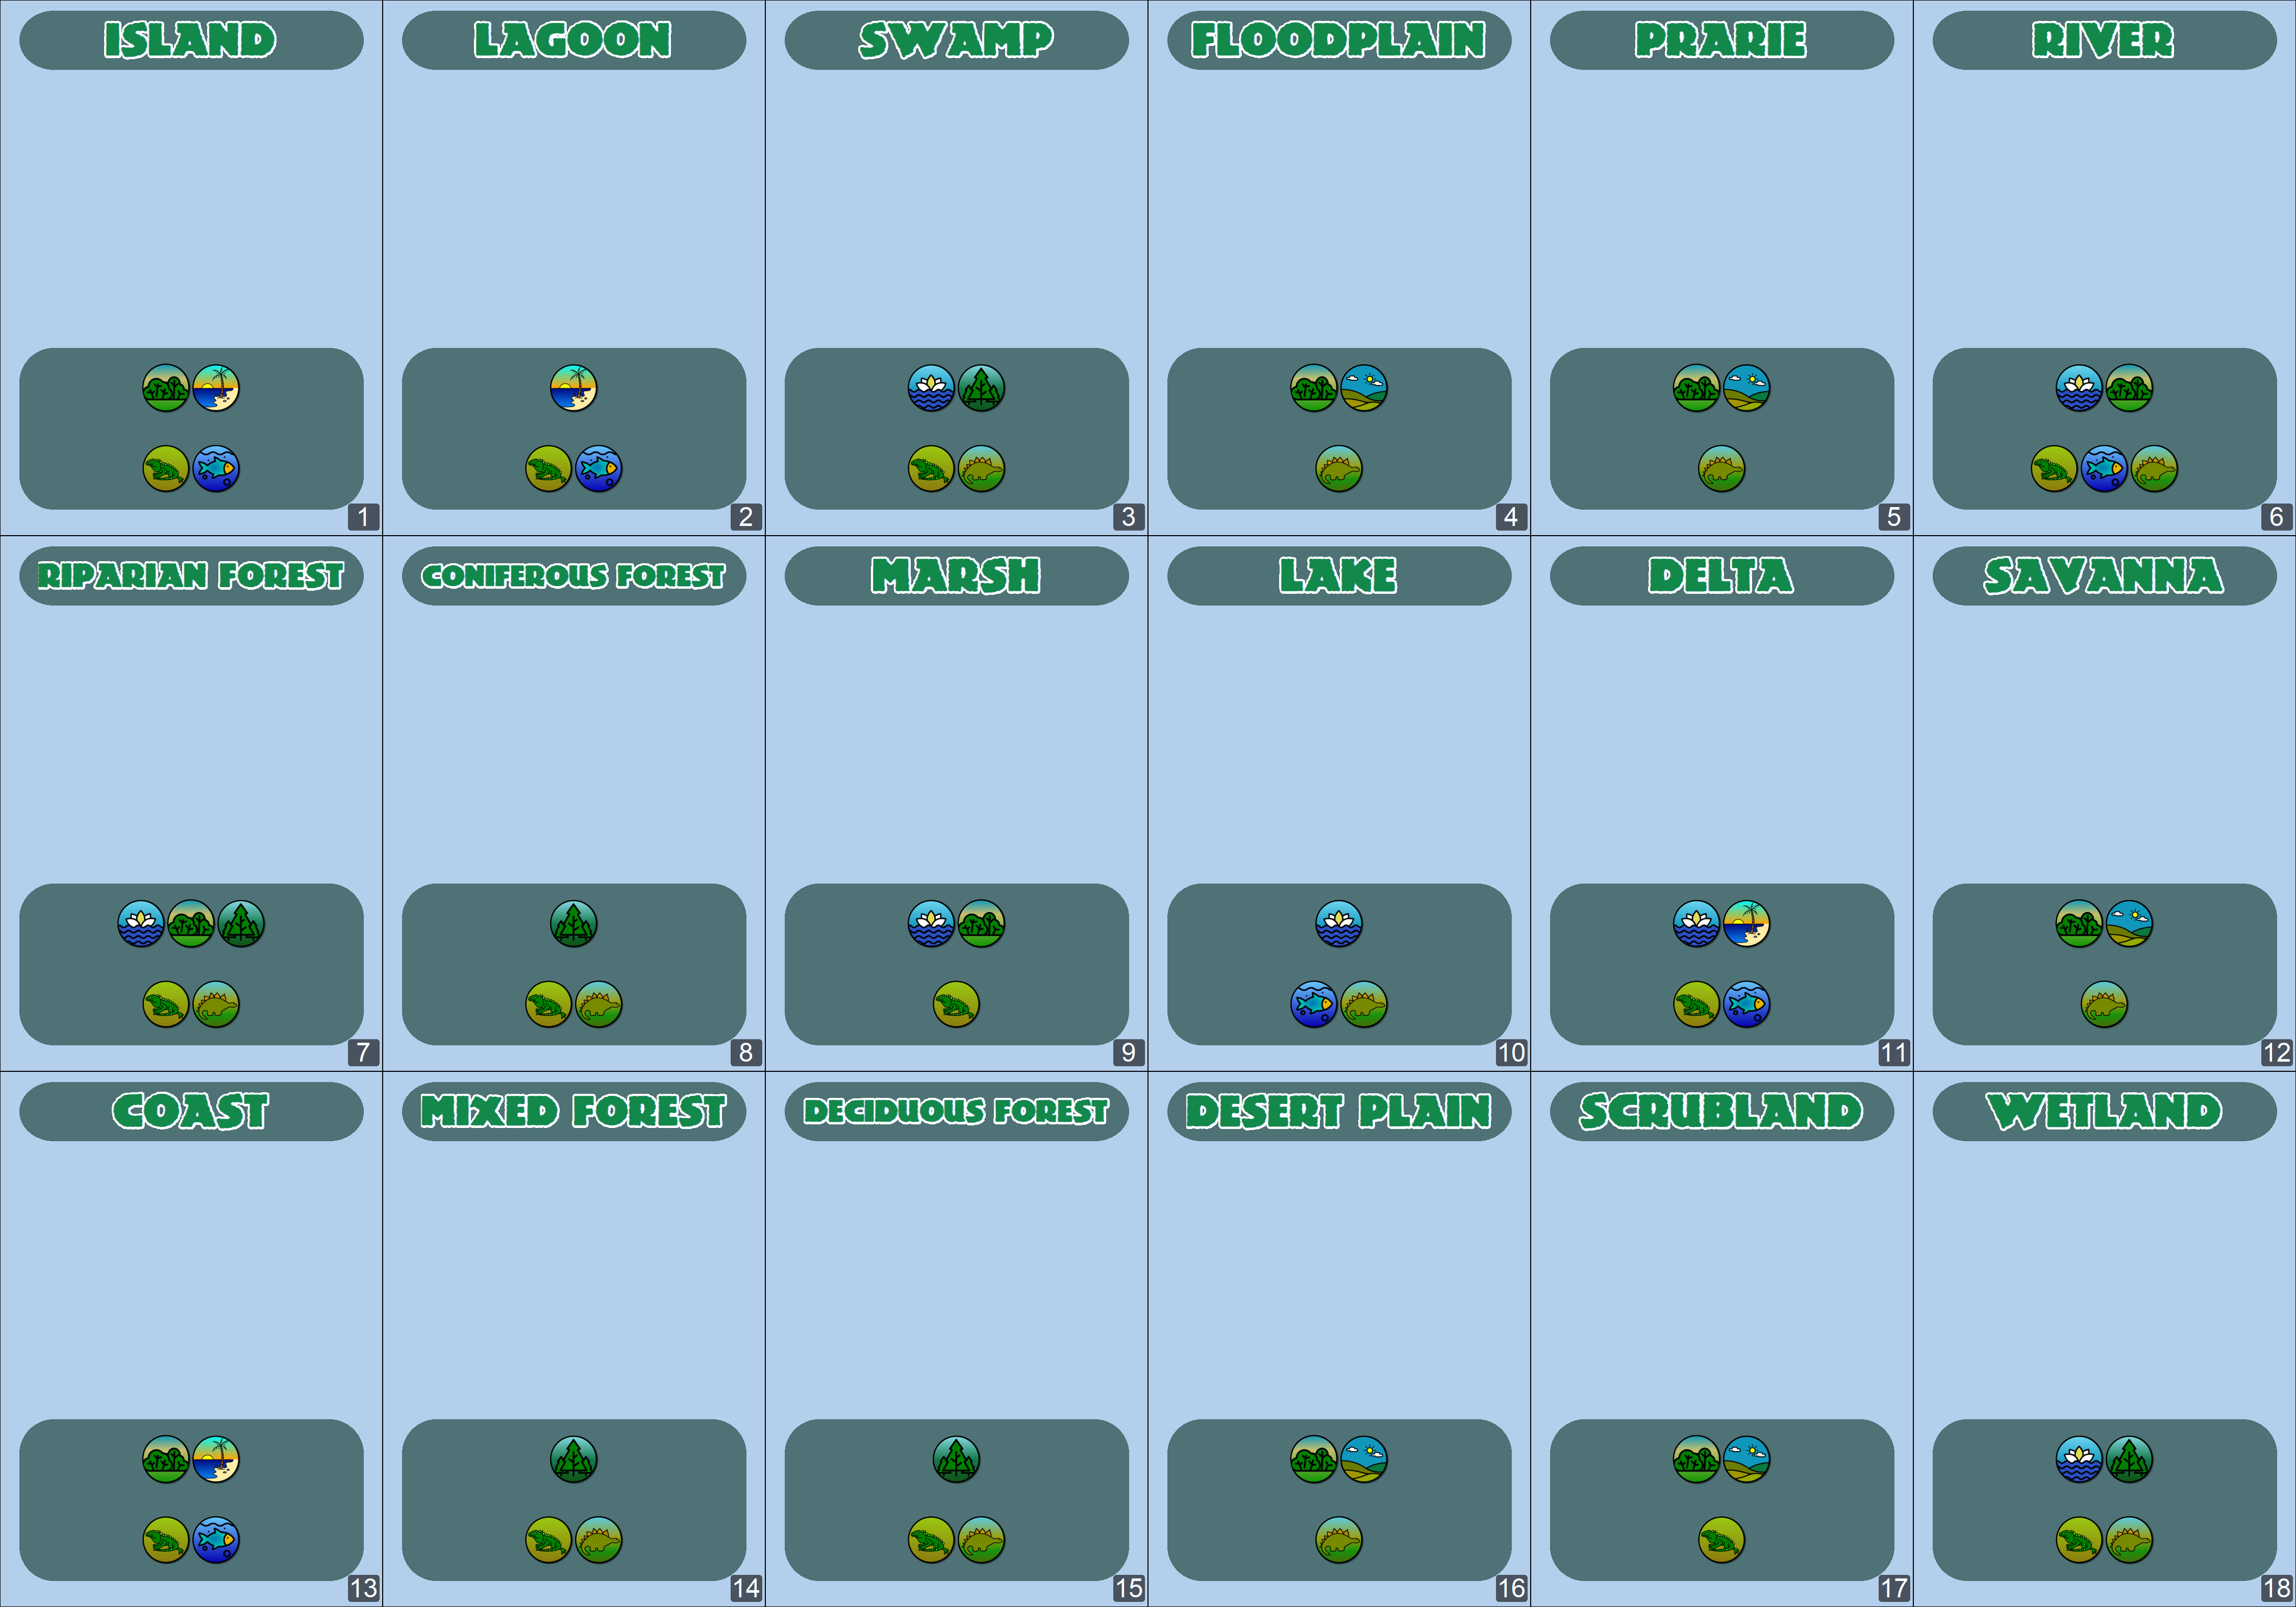 ISLAND
LAGOON
SWAMP
FLOODPLAIN
PRARIE
RIVER
1
2
3
4
5
6
RIPARIAN FOREST
CONIFEROUS FOREST
MARSH
LAKE
DELTA
SAVANNA
7
8
9
10
11
12
COAST
MIXED FOREST
DECIDUOUS FOREST
DESERT PLAIN
SCRUBLAND
WETLAND
13
14
15
16
17
18